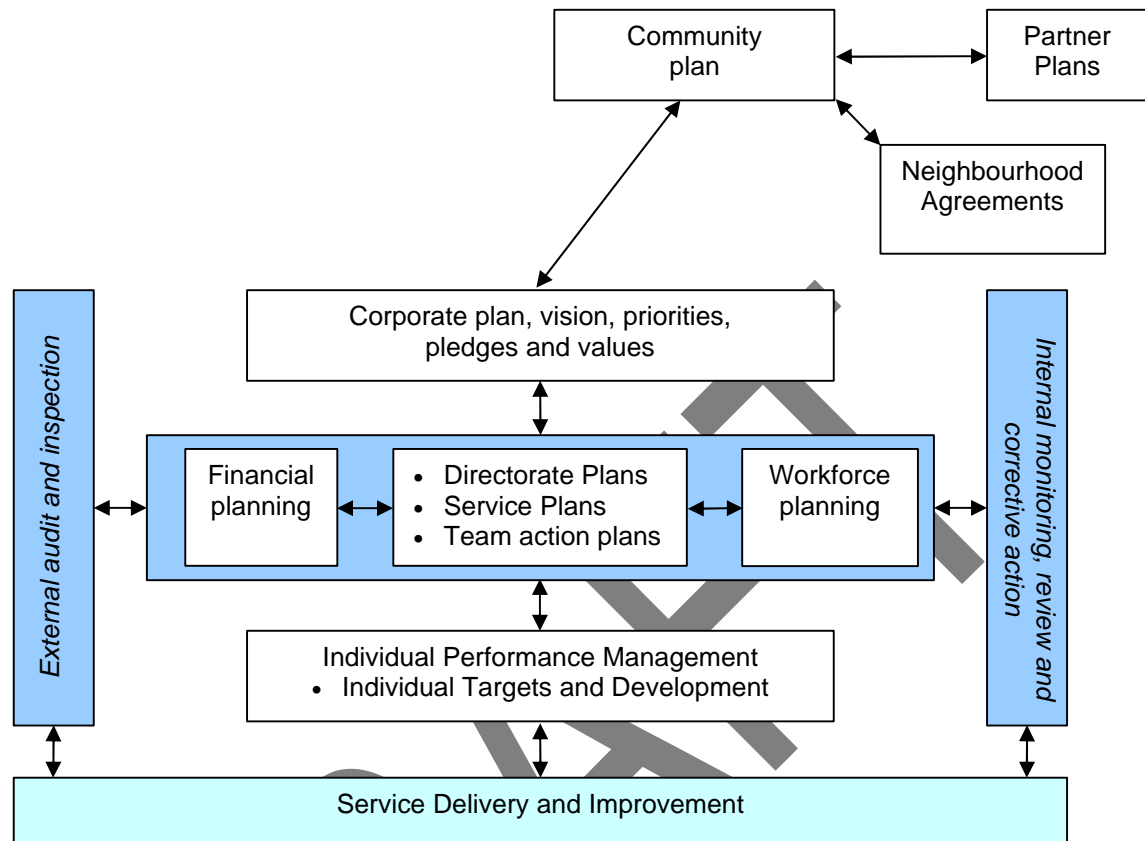 Community
plan
Partner
Plans
Neighbourhood
Agreements
Corporate plan, vision, priorities,
pledges and values
External audit and inspection
Financial
planning
• Directorate Plans
• Service Plans
• Team action plans
Workforce
planning
Internal monitoring, review and
corrective action
Individual Performance Management
• Individual Targets and Development
Service Delivery and Improvement